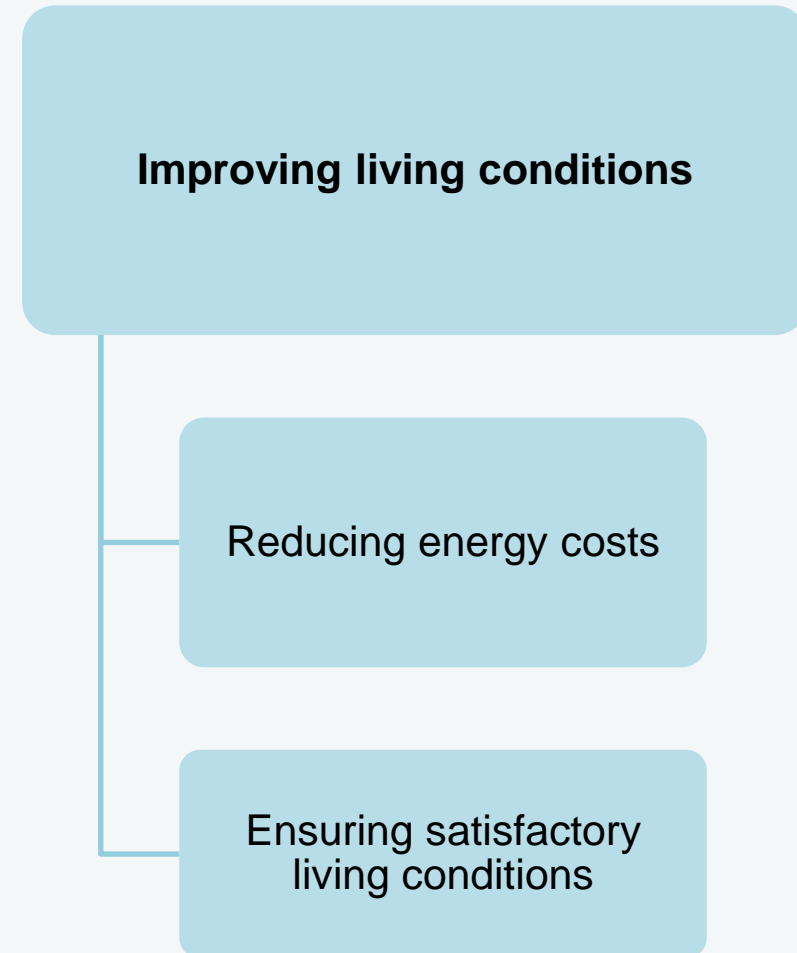 Improving living conditions
Reducing energy costs
Ensuring satisfactory
living conditions